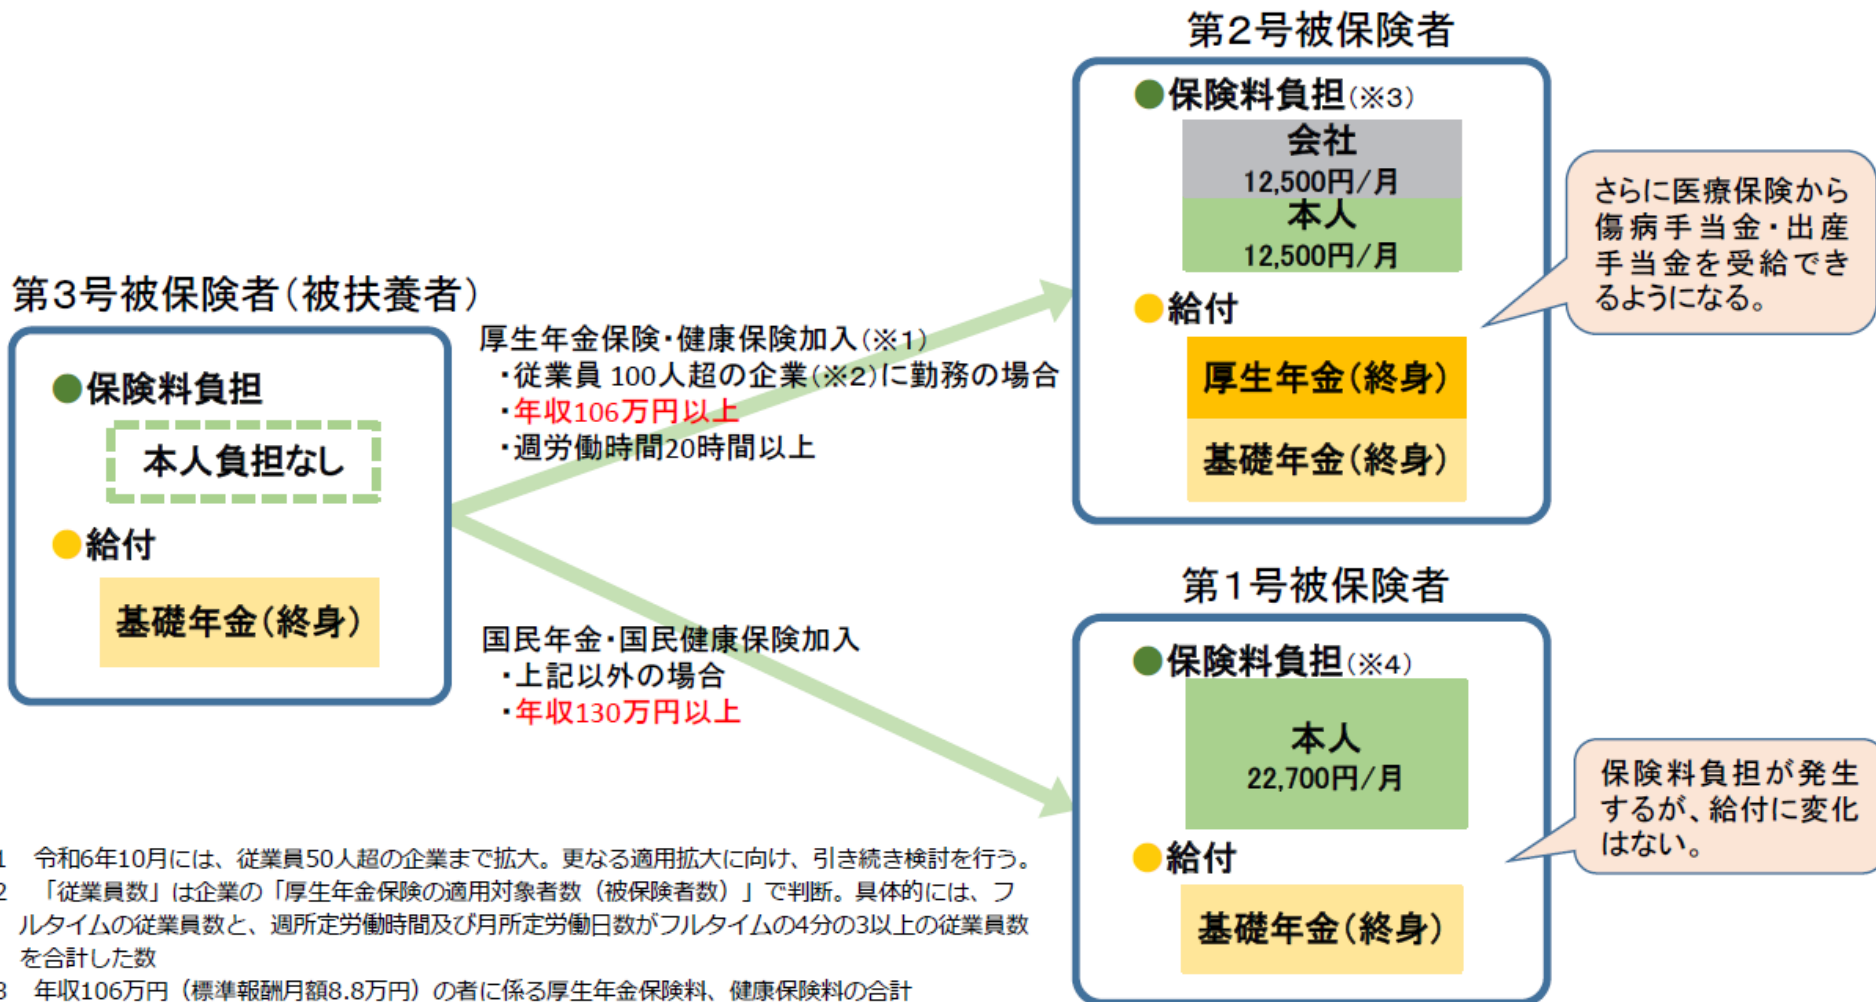 第2号被保険者
●保険料負担(※3)
会社
12,500円/月
本人
12,500円/月
●給付
厚生年金(終身)
基礎年金(終身)
さらに医療保険から
傷病手当金・出産
手当金を受給でき
るようになる。
第3号被保険者(被扶養者)
●保険料負担
本人負担なし
●給付
基礎年金(終身)
厚生年金保険・健康保険加入(※1)
・従業員 100人超の企業(※2)に勤務の場合
・年収106万円以上
・週労働時間20時間以上
国民年金・国民健康保険加入
・上記以外の場合
・年収130万円以上
第1号被保険者
●保険料負担(※4)
本人
22,700円/月
●給付
基礎年金(終身)
保険料負担が発生
するが、給付に変化
はない。
1 令和6年10月には、従業員50人超の企業まで拡大。更なる適用拡大に向け、引き続き検討を行う。
2 「従業員数」は企業の「厚生年金保険の適用対象者数（被保険者数）」で判断。具体的には、フ
ルタイムの従業員数と、週所定労働時間及び月所定労働日数がフルタイムの4分の3以上の従業員数
を合計した数
3 年収106万円（標準報酬月額8.8万円）の者に係る厚生年金保険料、健康保険料の合計